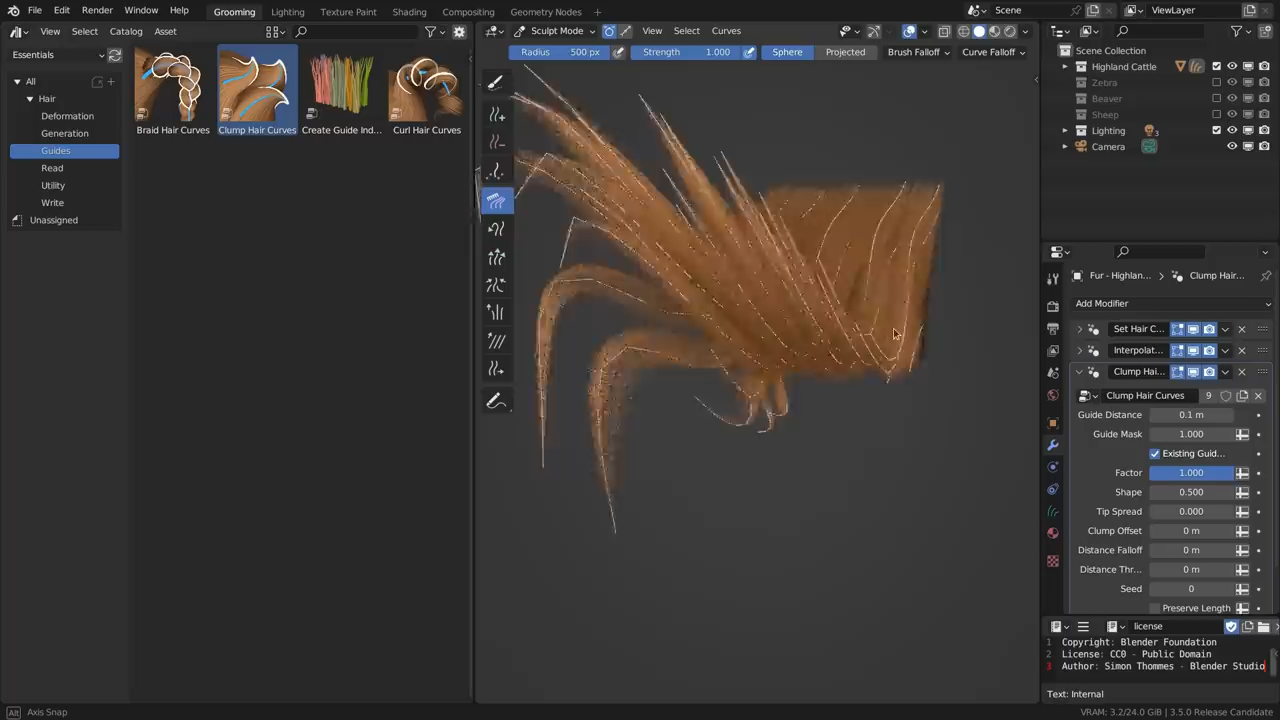 File Edit Render Window Help Grooming Lighting Texture Paint Shading Compositing Geometry Nodes + Scene ViewLayer
View Select Catalog Asset Sculpt Mode View Select Curves
Essentials Radius 500 px Strength 1.000 Sphere Projected Brush Falloff Curve Falloff
All
Hair
Deformation
Generation
Guides
Read
Utility
Write
Unassigned
Braid Hair Curves Clump Hair Curves Create Guide Ind... Curl Hair Curves
Scene Collection
Highland Cattle
Zebra
Beaver
Sheep
Lighting 3
Camera
Fur - Highlan... Clump Hair...
Add Modifier
Set Hair C...
Interpolat...
Clump Hai...
Clump Hair Curves 9
Guide Distance 0.1 m
Guide Mask 1.000
Existing Guid...
Factor 1.000
Shape 0.500
Tip Spread 0.000
Clump Offset 0 m
Distance Falloff 0 m
Distance Thr... 0 m
Seed 0
Preserve Length
license
1 Copyright: Blender Foundation
2 License: CC0 - Public Domain
3 Author: Simon Thommes - Blender Studio
Text: Internal
Alt Axis Snap VRAM: 3.2/24.0 GiB | 3.5.0 Release Candidate